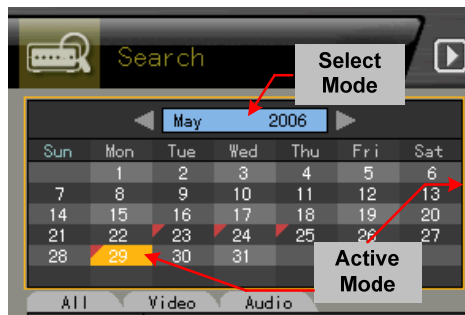 Search
Select
Mode
May 2006
Sun Mon Tue Wed Thu Fri Sat
1 2 3 4 5 6
7 8 9 10 11 12 13
14 15 16 17 18 19 20
21 22 23 24 25 26 27
28 29 30 31
Active
Mode
All Video Audio